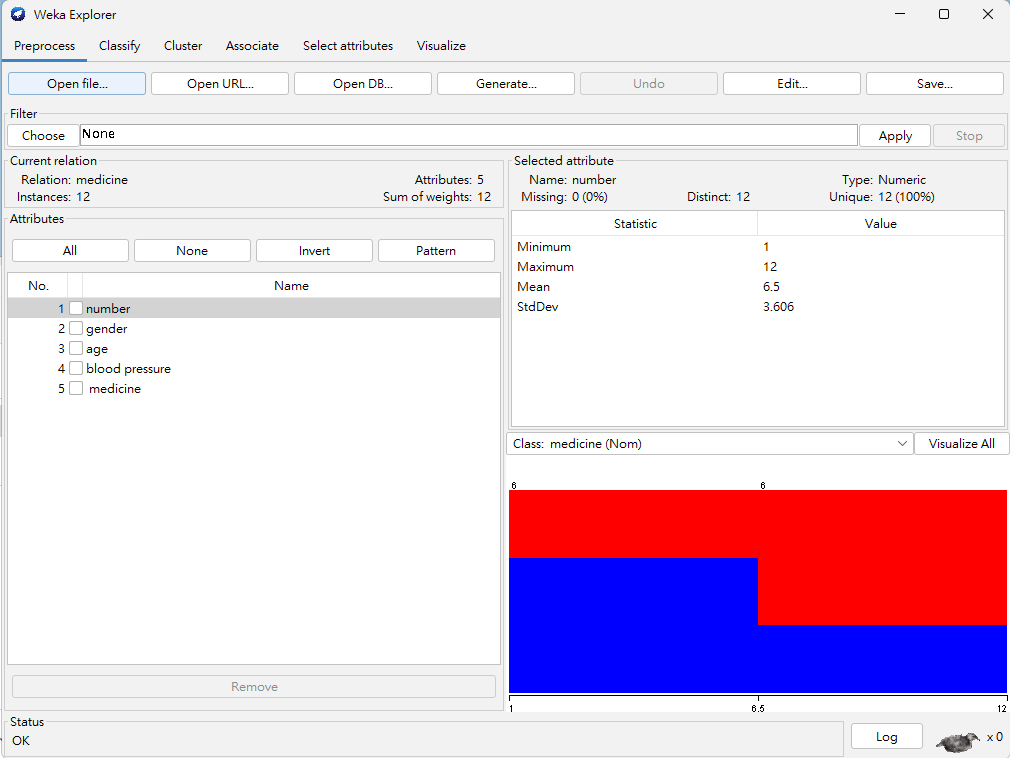 Weka Explorer
Preprocess Classify Cluster Associate Select attributes Visualize
Open file... Open URL... Open DB... Generate... Undo Edit... Save...
Filter
Choose None Apply Stop
Current relation
Relation: medicine Attributes: 5
Instances: 12 Sum of weights: 12
Attributes
All None Invert Pattern
No. Name
1 number
2 gender
3 age
4 blood pressure
5 medicine
Remove
Selected attribute
Name: number Type: Numeric
Missing: 0 (0%) Distinct: 12 Unique: 12 (100%)
Statistic Value
Minimum 1
Maximum 12
Mean 6.5
StdDev 3.606
Class: medicine (Nom) Visualize All
6 6
1 6.5 12
Status
OK
Log x 0